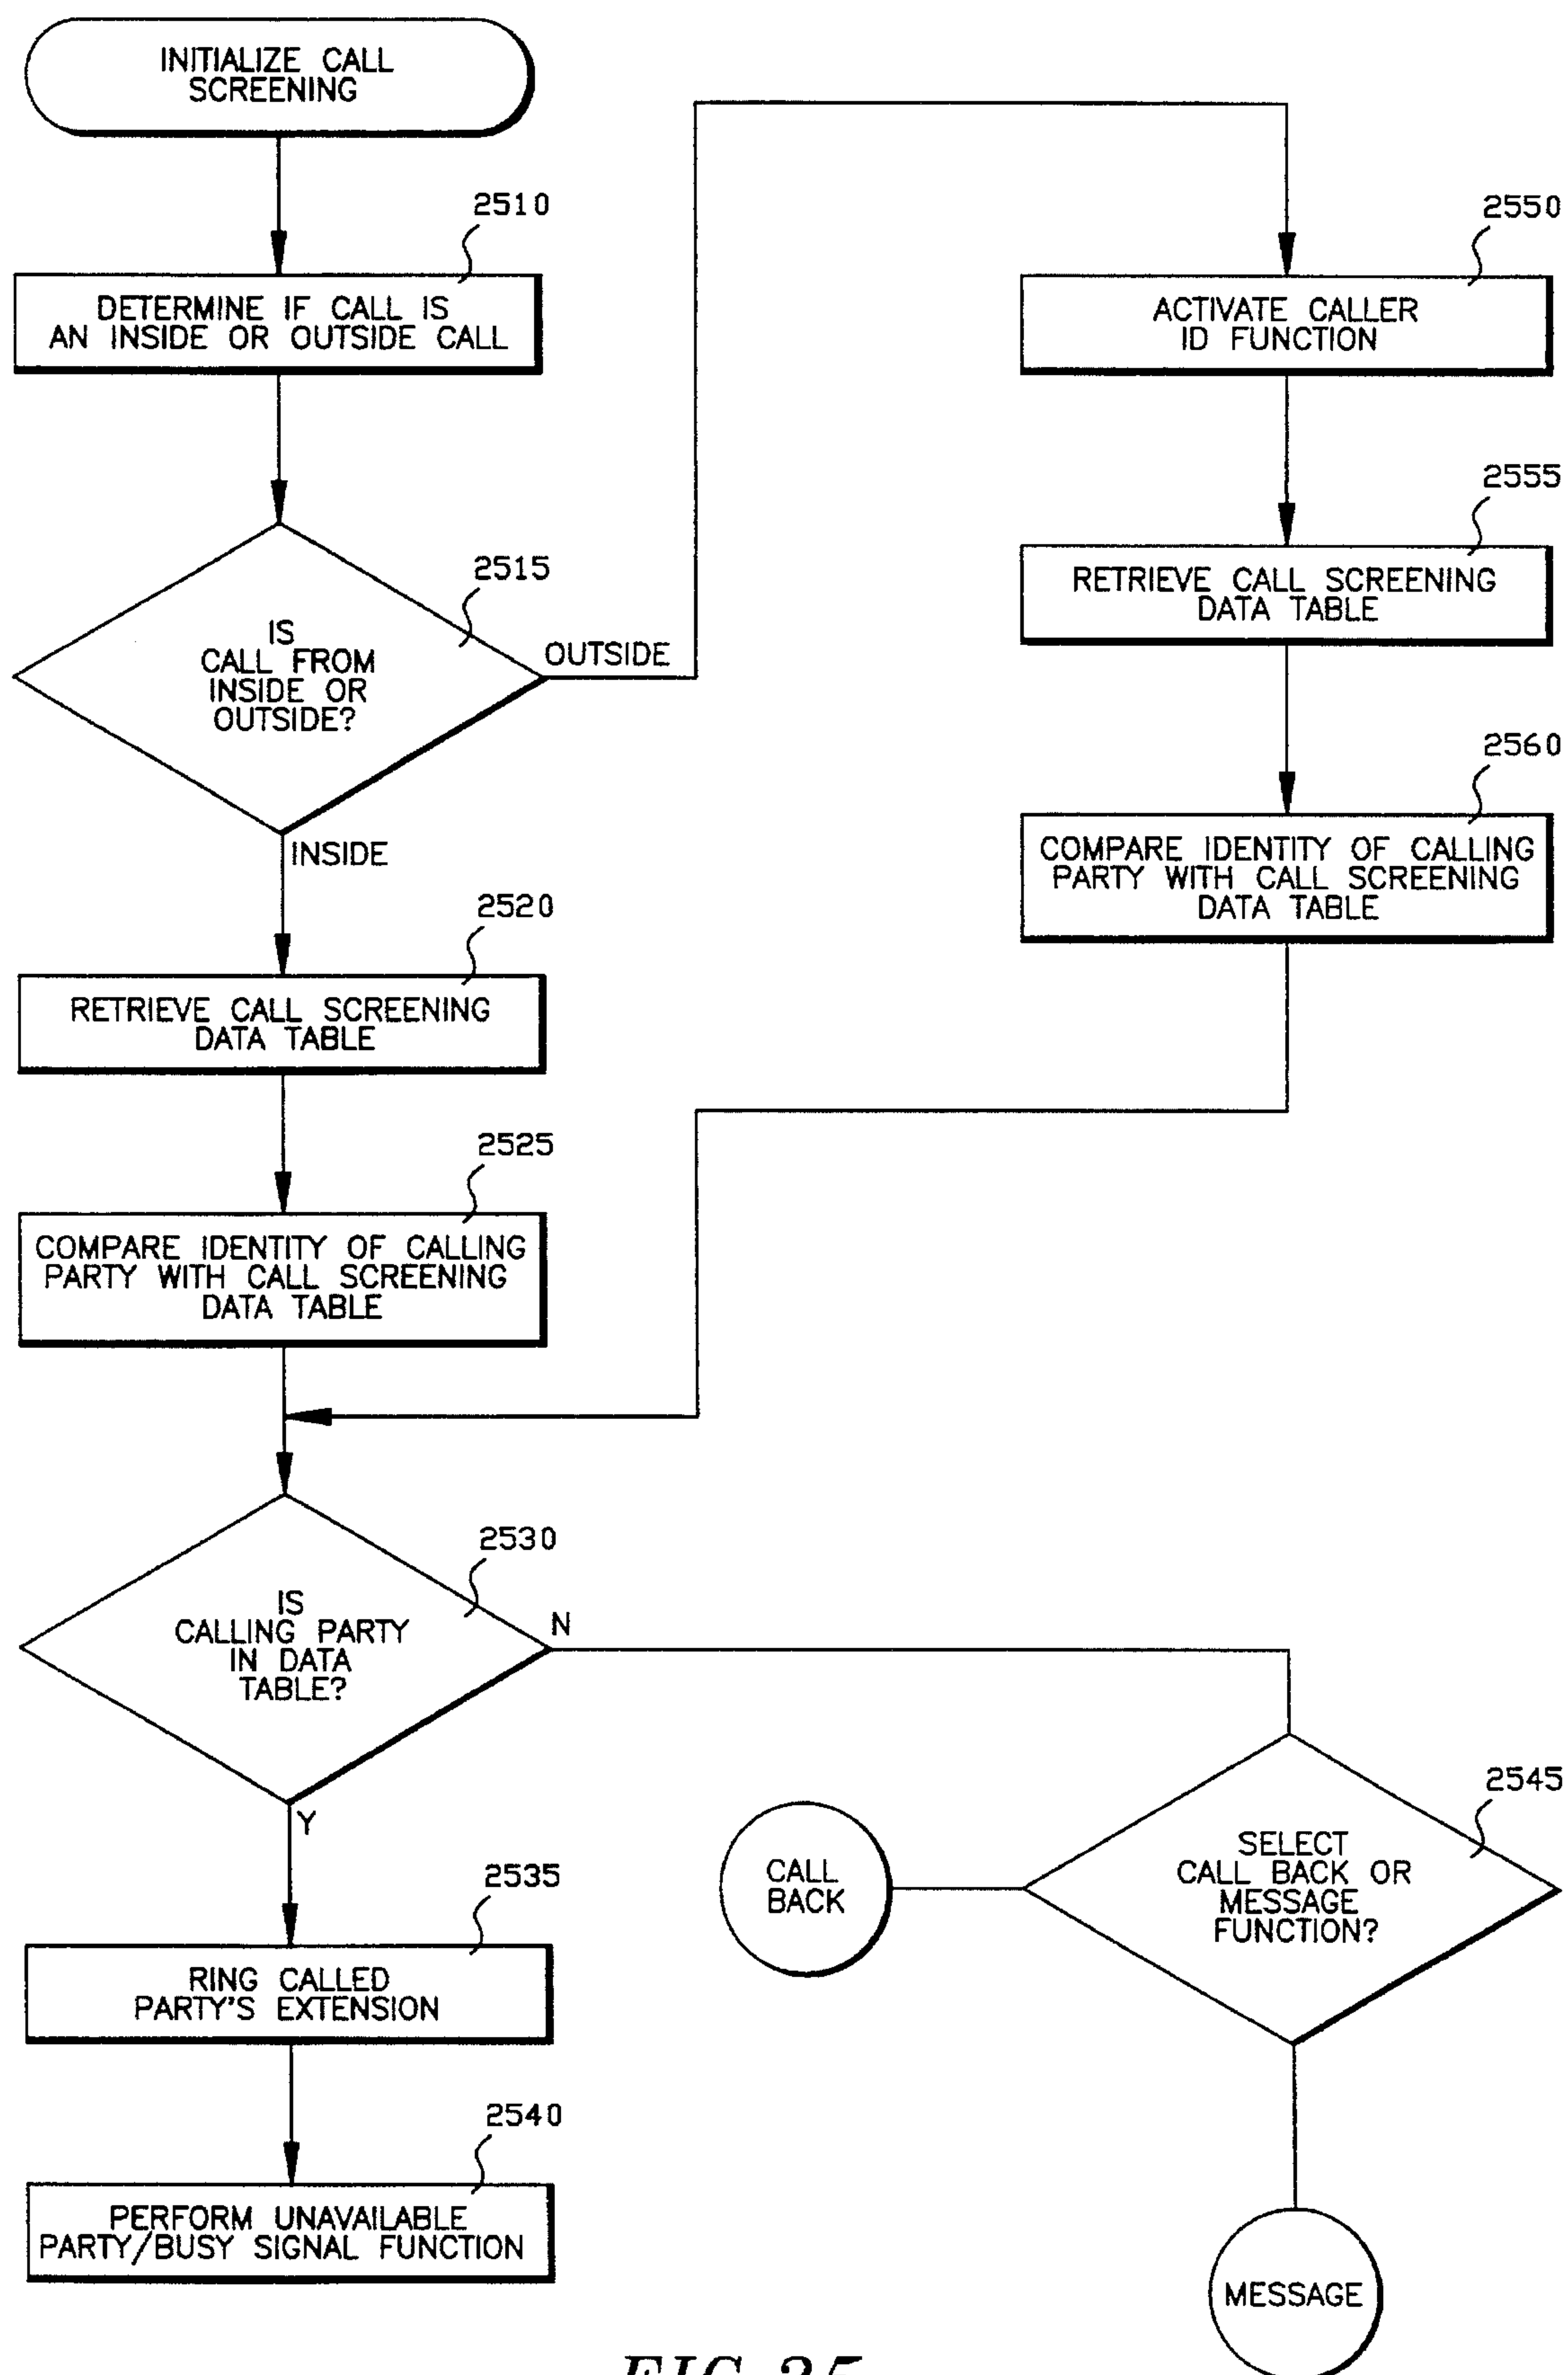 INITIALIZE CALL
SCREENING
2510
DETERMINE IF CALL IS
AN INSIDE OR OUTSIDE CALL
2515
IS
CALL FROM
INSIDE OR
OUTSIDE?
OUTSIDE
INSIDE
2520
RETRIEVE CALL SCREENING
DATA TABLE
2525
COMPARE IDENTITY OF CALLING
PARTY WITH CALL SCREENING
DATA TABLE
2550
ACTIVATE CALLER
ID FUNCTION
2555
RETRIEVE CALL SCREENING
DATA TABLE
2560
COMPARE IDENTITY OF CALLING
PARTY WITH CALL SCREENING
DATA TABLE
2530
IS
CALLING PARTY
IN DATA
TABLE?
N
Y
2535
RING CALLED
PARTY'S EXTENSION
2540
PERFORM UNAVAILABLE
PARTY/BUSY SIGNAL FUNCTION
2545
SELECT
CALL BACK OR
MESSAGE
FUNCTION?
CALL
BACK
MESSAGE
FIG. 25